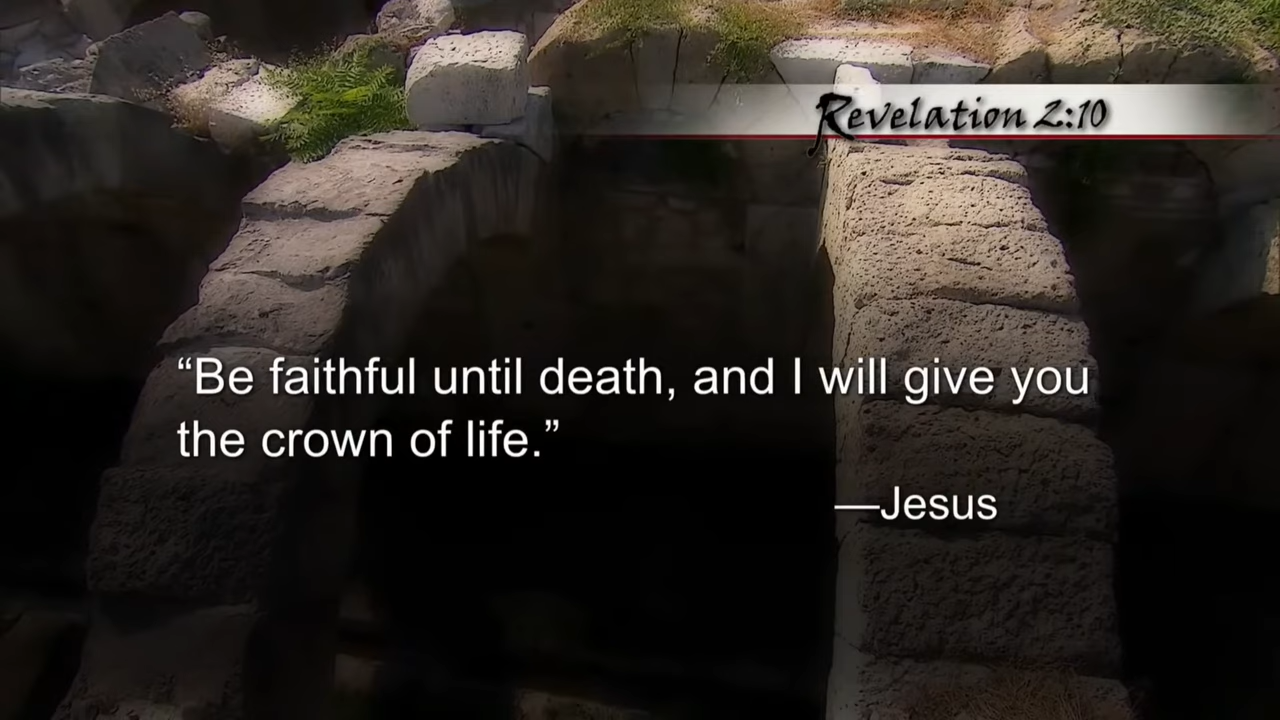 Revelation 2:10
“Be faithful until death, and I will give you
the crown of life.”
—Jesus